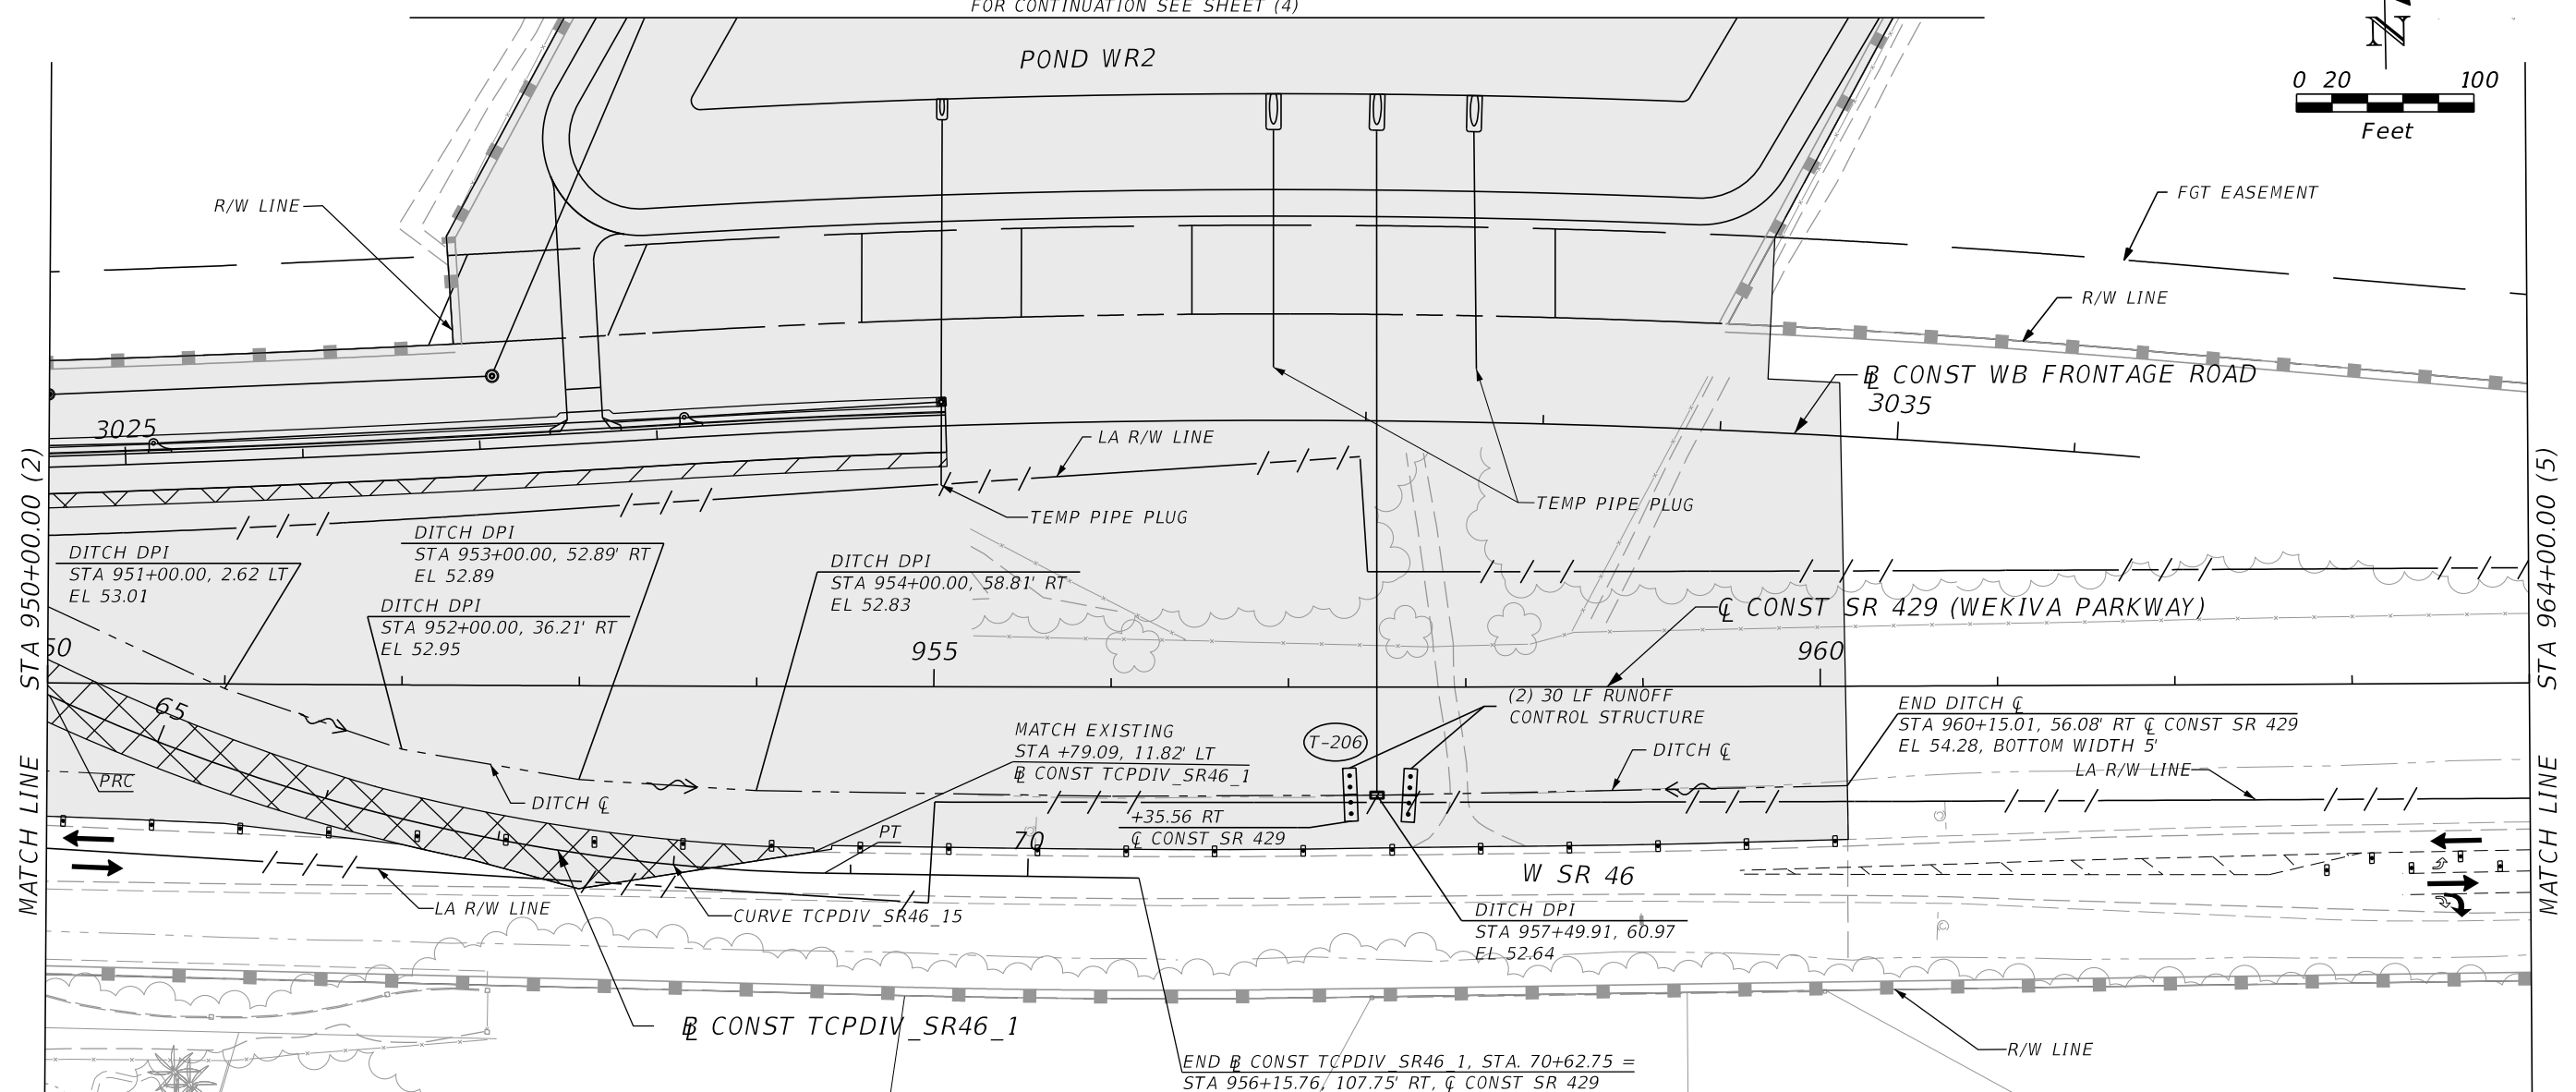 FOR CONTINUATION SEE SHEET (4)
POND WR2
N
0 20 100
Feet
R/W LINE
FGT EASEMENT
R/W LINE
℄ CONST WB FRONTAGE ROAD
3035
3025
LA R/W LINE
TEMP PIPE PLUG
TEMP PIPE PLUG
MATCH LINE STA 950+00.00 (2)
MATCH LINE STA 964+00.00 (5)
DITCH DPI
STA 951+00.00, 2.62 LT
EL 53.01
DITCH DPI
STA 953+00.00, 52.89' RT
EL 52.89
DITCH DPI
STA 952+00.00, 36.21' RT
EL 52.95
DITCH DPI
STA 954+00.00, 58.81' RT
EL 52.83
℄ CONST SR 429 (WEKIVA PARKWAY)
50
955
960
65
(2) 30 LF RUNOFF
CONTROL STRUCTURE
END DITCH ℄
STA 960+15.01, 56.08' RT ℄ CONST SR 429
EL 54.28, BOTTOM WIDTH 5'
MATCH EXISTING
STA +79.09, 11.82' LT
BL CONST TCPDIV_SR46_1
T-206
DITCH ℄
LA R/W LINE
PRC
DITCH ℄
+35.56 RT
℄ CONST SR 429
PT
70
W SR 46
LA R/W LINE
CURVE TCPDIV_SR46_15
DITCH DPI
STA 957+49.91, 60.97
EL 52.64
BL CONST TCPDIV_SR46_1
R/W LINE
END BL CONST TCPDIV_SR46_1, STA. 70+62.75 =
STA 956+15.76, 107.75' RT, ℄ CONST SR 429